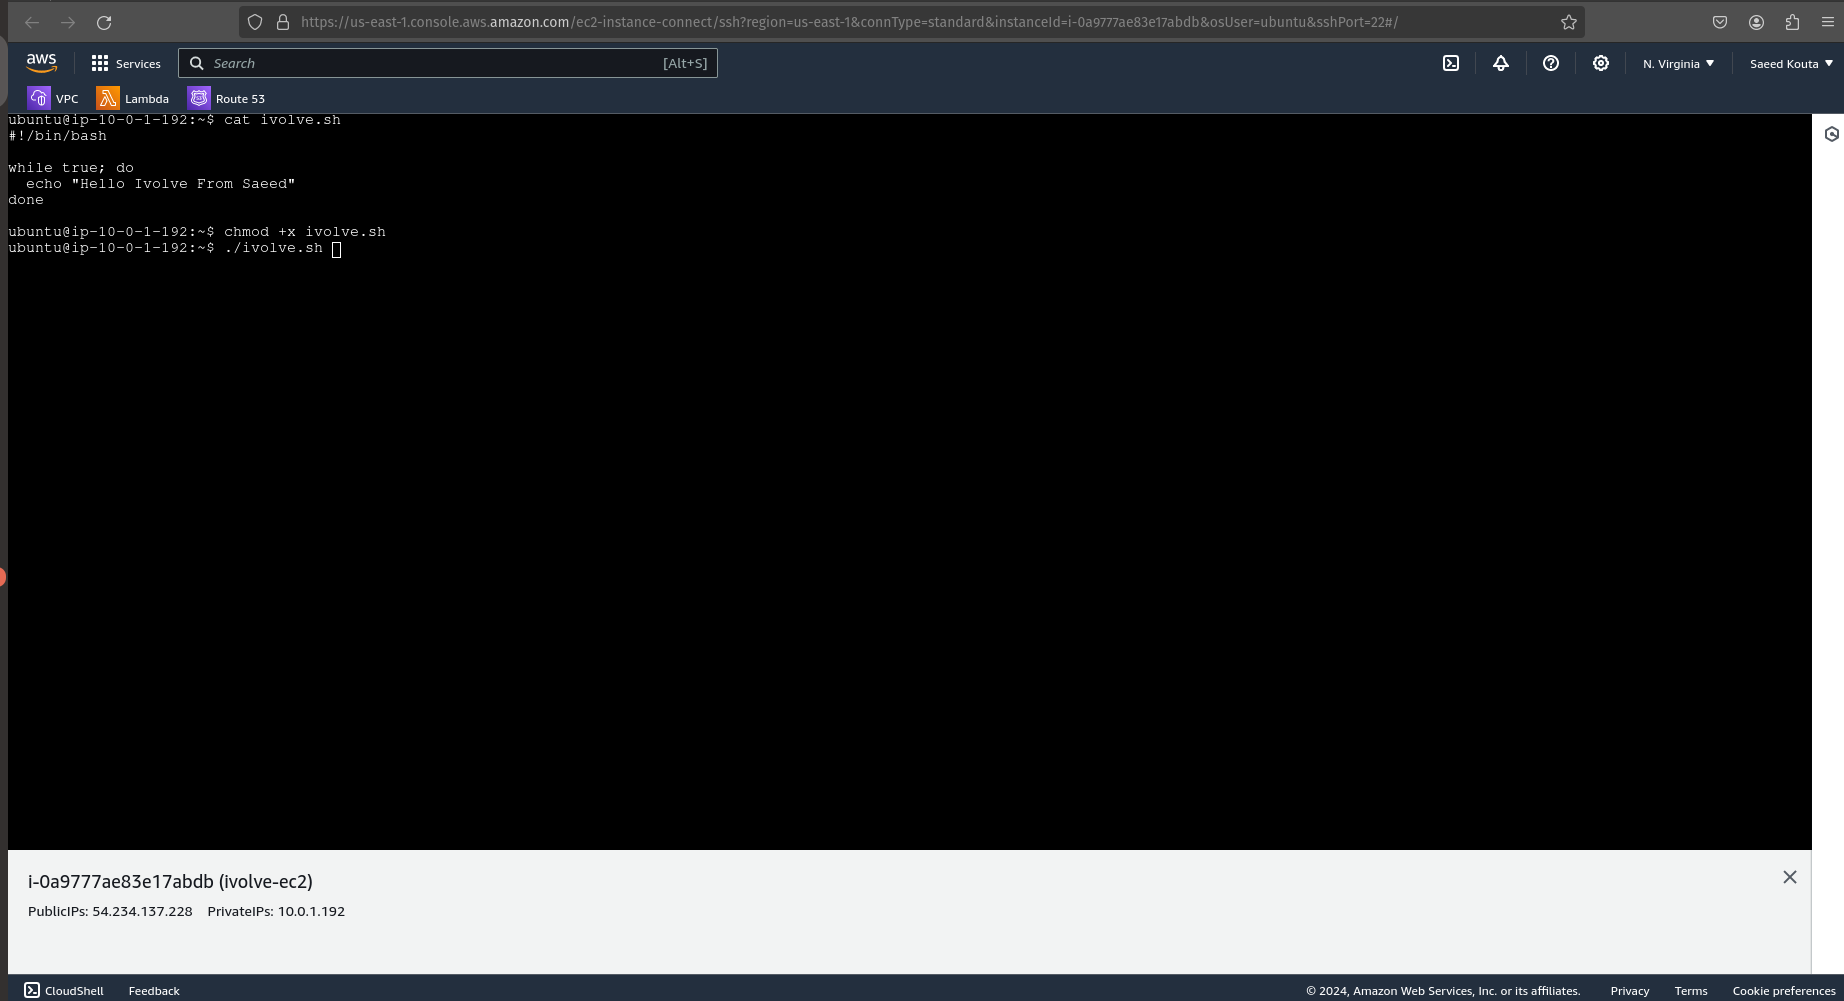 https://us-east-1.console.aws.amazon.com/ec2-instance-connect/ssh?region=us-east-1&connType=standard&instanceId=i-0a9777ae83e17abdb&osUser=ubuntu&sshPort=22#/
aws Services Search [Alt+S] N. Virginia Saeed Kouta
VPC Lambda Route 53
ubuntu@ip-10-0-1-192:~$ cat ivolve.sh
#!/bin/bash
while true; do
  echo "Hello Ivolve From Saeed"
done
ubuntu@ip-10-0-1-192:~$ chmod +x ivolve.sh
ubuntu@ip-10-0-1-192:~$ ./ivolve.sh
i-0a9777ae83e17abdb (ivolve-ec2)
PublicIPs: 54.234.137.228 PrivateIPs: 10.0.1.192
CloudShell Feedback © 2024, Amazon Web Services, Inc. or its affiliates. Privacy Terms Cookie preferences